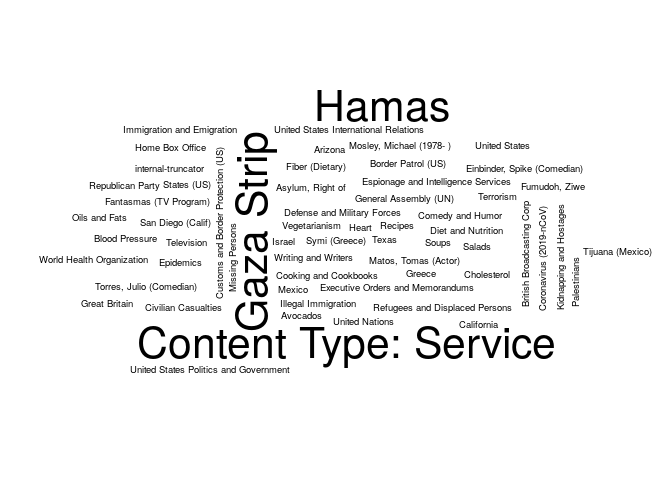 Hamas
Immigration and Emigration
United States International Relations
Home Box Office
Arizona
Mosley, Michael (1978- )
United States
internal-truncator
Fiber (Dietary)
Border Patrol (US)
Einbinder, Spike (Comedian)
Republican Party
States (US)
Asylum, Right of
Espionage and Intelligence Services
Fumudoh, Ziwe
Fantasmas (TV Program)
General Assembly (UN)
Terrorism
Oils and Fats
San Diego (Calif)
Customs and Border Protection (US)
Missing Persons
Gaza Strip
Defense and Military Forces
Comedy and Humor
Vegetarianism
Heart
Recipes
Diet and Nutrition
Blood Pressure
Television
Israel
Symi (Greece)
Texas
Soups
Salads
British Broadcasting Corp
Coronavirus (2019-nCoV)
Kidnapping and Hostages
Palestinians
Tijuana (Mexico)
World Health Organization
Epidemics
Writing and Writers
Matos, Tomas (Actor)
Cooking and Cookbooks
Greece
Cholesterol
Torres, Julio (Comedian)
Mexico
Executive Orders and Memorandums
Great Britain
Civilian Casualties
Illegal Immigration
Refugees and Displaced Persons
Avocados
United Nations
California
Content Type: Service
United States Politics and Government